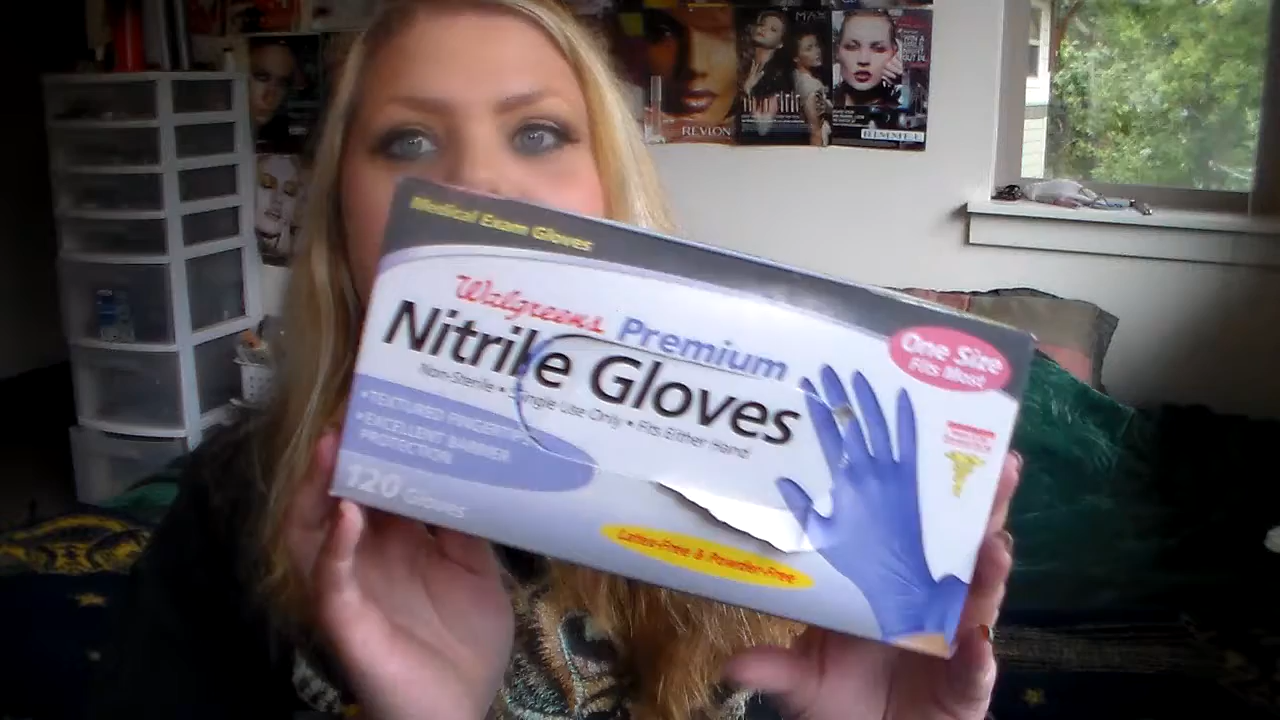 REVLON
MAX
RIMMEL
Medical Exam Gloves
Walgreens Premium
Nitrile Gloves
Non-Sterile • Single Use Only • Fits Either Hand
One Size
Fits Most
• TEXTURED FINGERTIPS
• EXCELLENT BARRIER
PROTECTION
120 Gloves
Latex-Free & Powder-Free